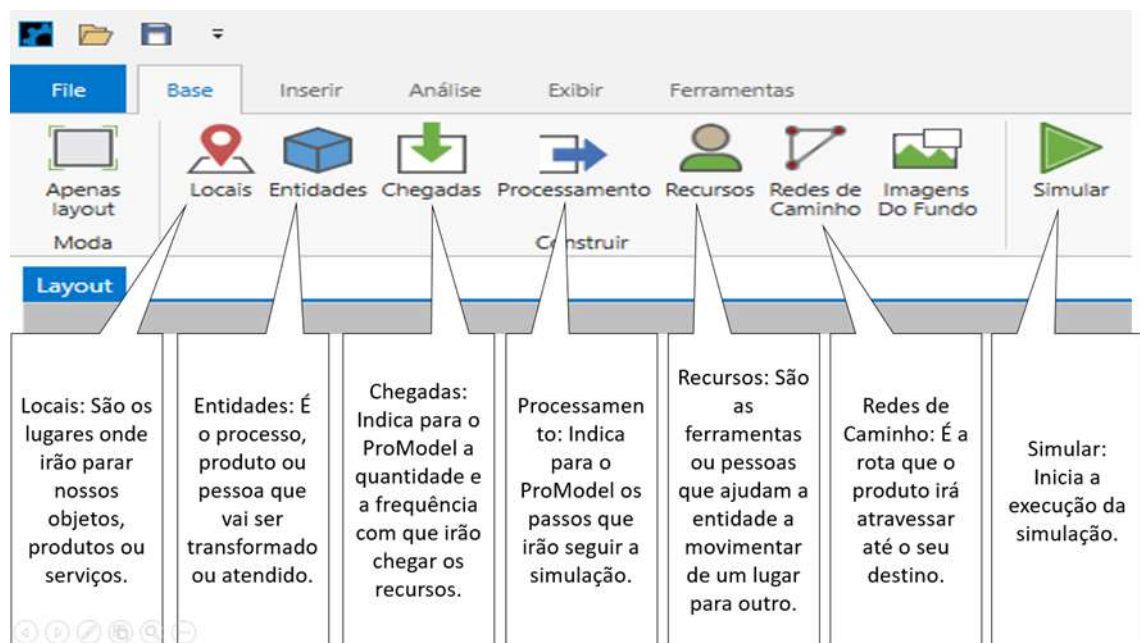 File Base Inserir Análise Exibir Ferramentas
Apenas layout
Locais Entidades Chegadas Processamento Recursos Redes de Caminho Imagens Do Fundo Simular
Moda Construir
Layout
Locais: São os
lugares onde
irão parar
nossos
objetos,
produtos ou
serviços.
Entidades: É
o processo,
produto ou
pessoa que
vai ser
transformado
ou atendido.
Chegadas:
Indica para o
ProModel a
quantidade e
a frequência
com que irão
chegar os
recursos.
Processamen
to: Indica
para o
ProModel os
passos que
irão seguir a
simulação.
Recursos: São
as
ferramentas
ou pessoas
que ajudam a
entidade a
movimentar
de um lugar
para outro.
Redes de
Caminho: É a
rota que o
produto irá
atravessar
até o seu
destino.
Simular:
Inicia a
execução da
simulação.